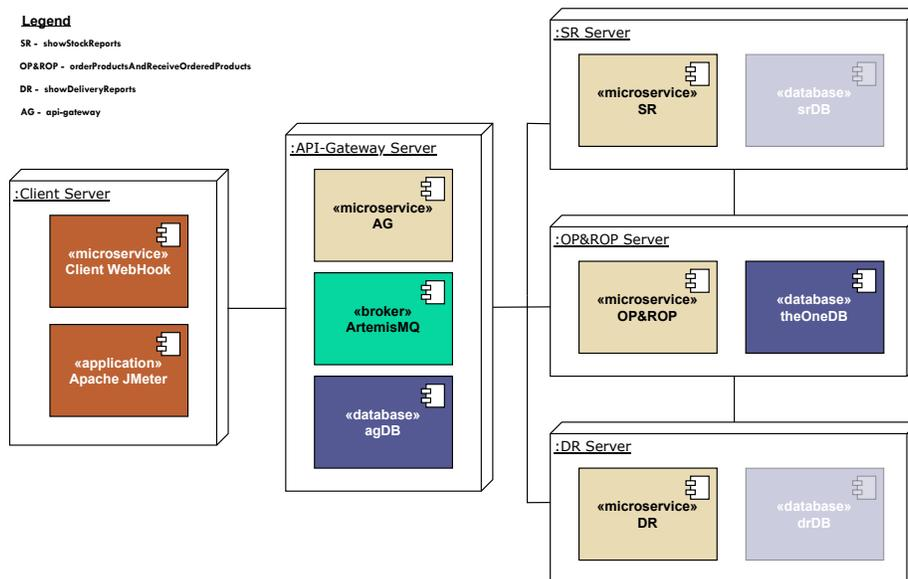 Legend
SR - showStockReports
OP&ROP - orderProductsAndReceiveOrderedProducts
DR - showDeliveryReports
AG - api-gateway
:Client Server
«microservice»
Client WebHook
«application»
Apache JMeter
:API-Gateway Server
«microservice»
AG
«broker»
ArtemisMQ
«database»
agDB
:SR Server
«microservice»
SR
«database»
srDB
:OP&ROP Server
«microservice»
OP&ROP
«database»
theOneDB
:DR Server
«microservice»
DR
«database»
drDB